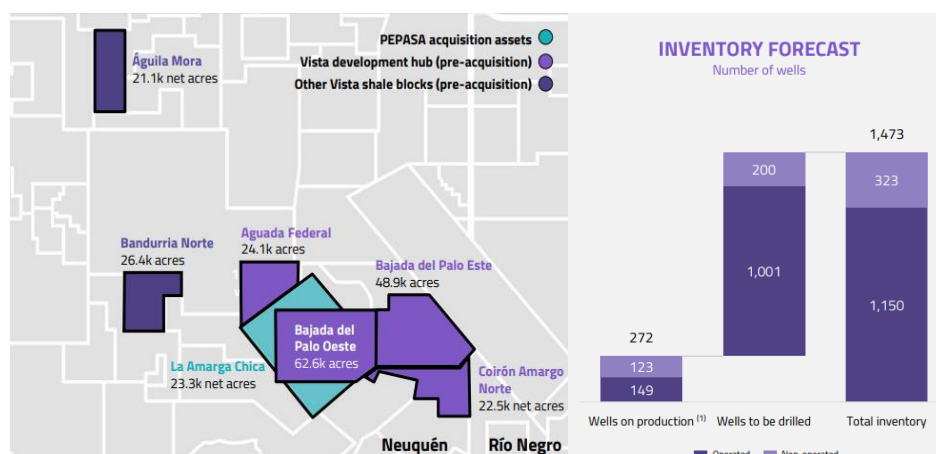 PEPASA acquisition assets
Vista development hub (pre-acquisition)
Other Vista shale blocks (pre-acquisition)
Águila Mora
21.1k net acres
Bandurria Norte
26.4k acres
Aguada Federal
24.1k acres
Bajada del Palo Este
48.9k acres
Bajada del
Palo Oeste
62.6k acres
La Amarga Chica
23.3k net acres
Coirón Amargo
Norte
22.5k net acres
Neuquén
Río Negro
INVENTORY FORECAST
Number of wells
1,473
200
323
1,001
1,150
272
123
149
Wells on production (1)
Wells to be drilled
Total inventory
Operated
Non-operated